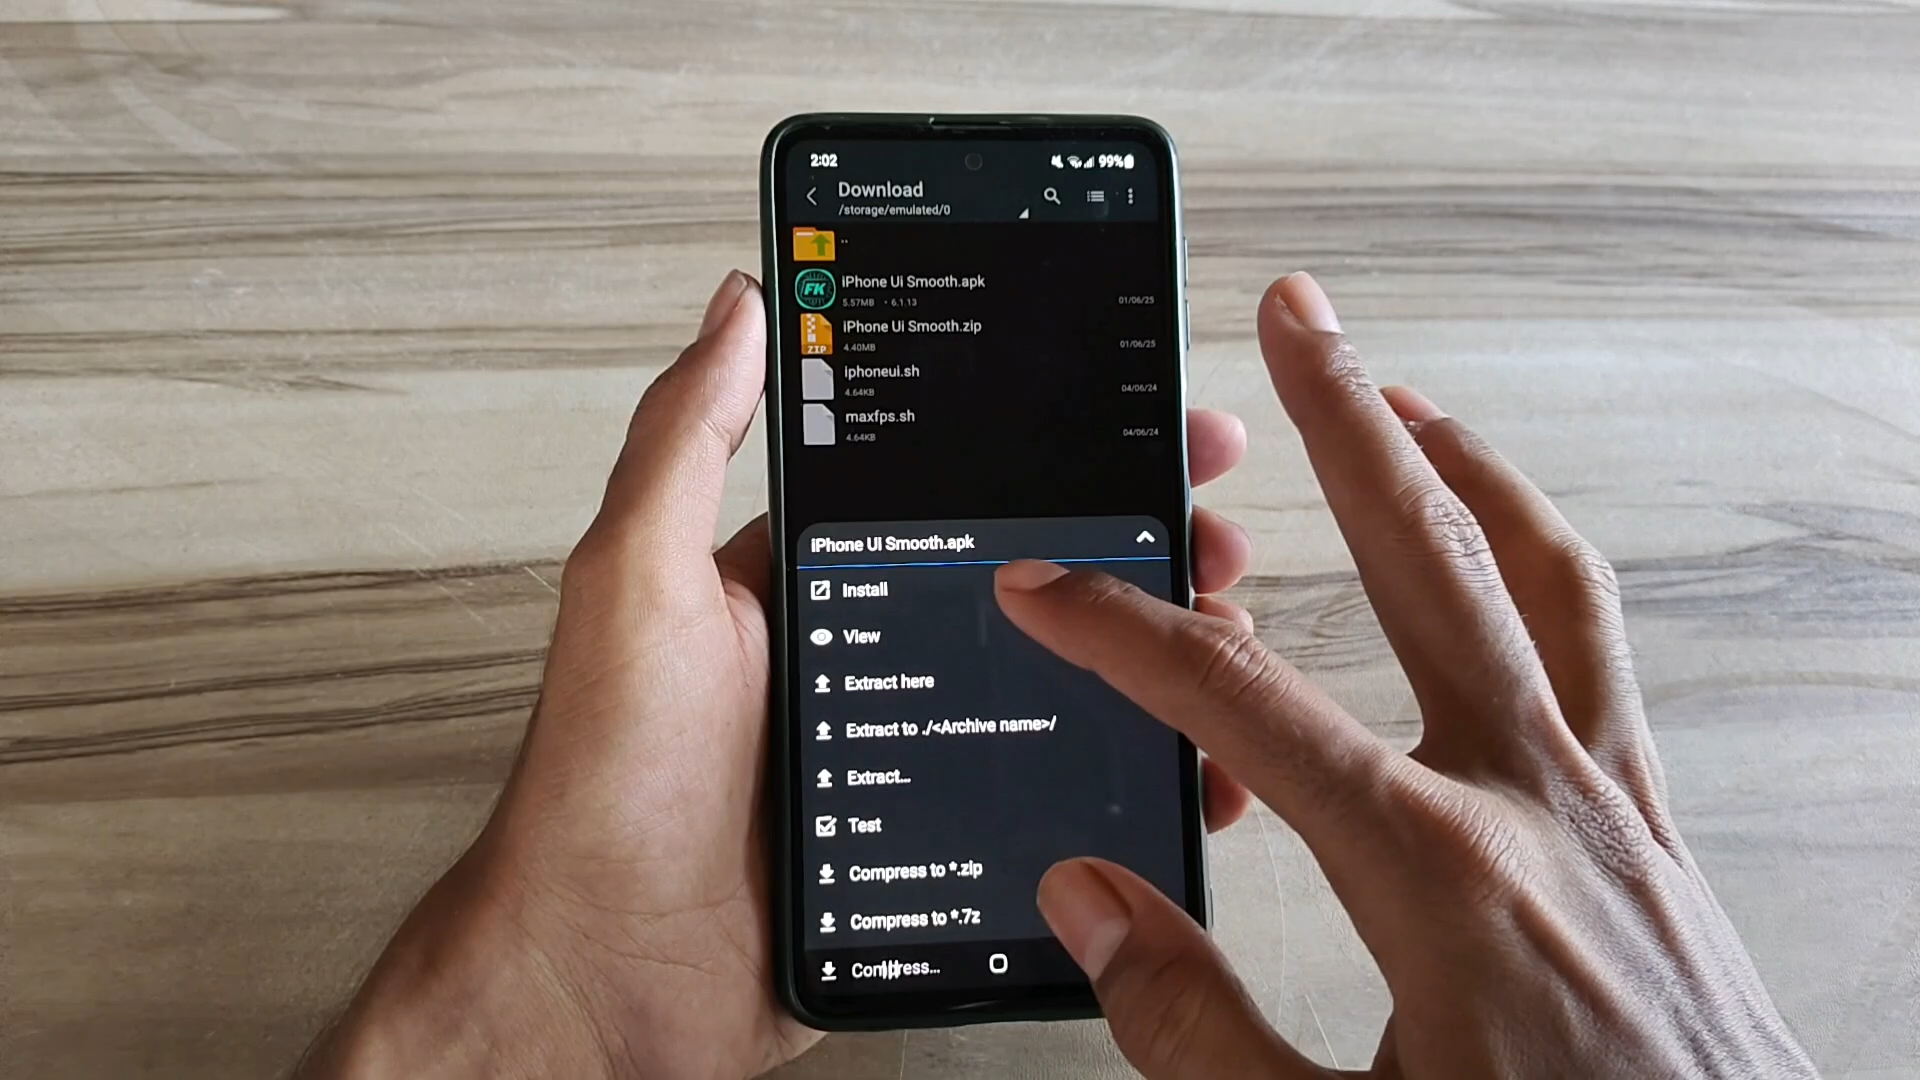 2:02
99%
Download
/storage/emulated/0
..
FK
iPhone Ui Smooth.apk
5.57MB • 6.1.13
01/06/25
ZIP
iPhone Ui Smooth.zip
4.40MB
01/06/25
iphoneui.sh
4.64KB
04/06/24
maxfps.sh
4.64KB
04/06/24
iPhone Ui Smooth.apk
Install
View
Extract here
Extract to ./<Archive name>/
Extract...
Test
Compress to *.zip
Compress to *.7z
Compress...